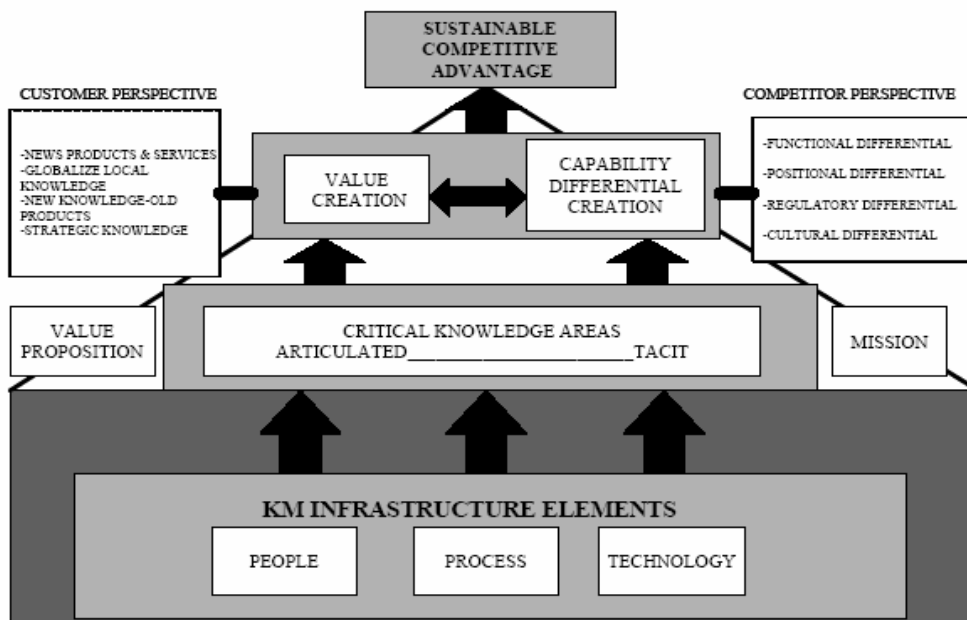 SUSTAINABLE
COMPETITIVE
ADVANTAGE
CUSTOMER PERSPECTIVE
-NEWS PRODUCTS & SERVICES
-GLOBALIZE LOCAL
KNOWLEDGE
-NEW KNOWLEDGE-OLD
PRODUCTS
-STRATEGIC KNOWLEDGE
VALUE
CREATION
CAPABILITY
DIFFERENTIAL
CREATION
COMPETITOR PERSPECTIVE
-FUNCTIONAL DIFFERENTIAL
-POSITIONAL DIFFERENTIAL
-REGULATORY DIFFERENTIAL
-CULTURAL DIFFERENTIAL
VALUE
PROPOSITION
CRITICAL KNOWLEDGE AREAS
ARTICULATED_______________________TACIT
MISSION
KM INFRASTRUCTURE ELEMENTS
PEOPLE
PROCESS
TECHNOLOGY